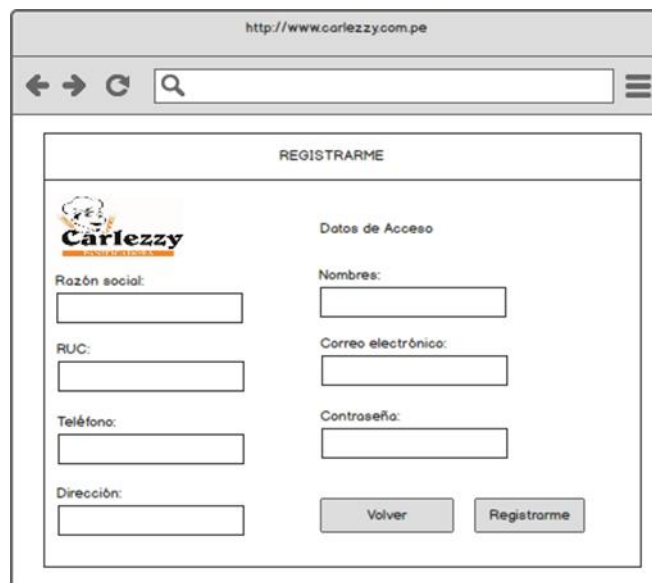 http://www.carlezzy.com.pe
REGISTRARME
Carlezzy
PANIFICADORA
Razón social:
RUC:
Teléfono:
Dirección:
Datos de Acceso
Nombres:
Correo electrónico:
Contraseña:
Volver
Registrarme